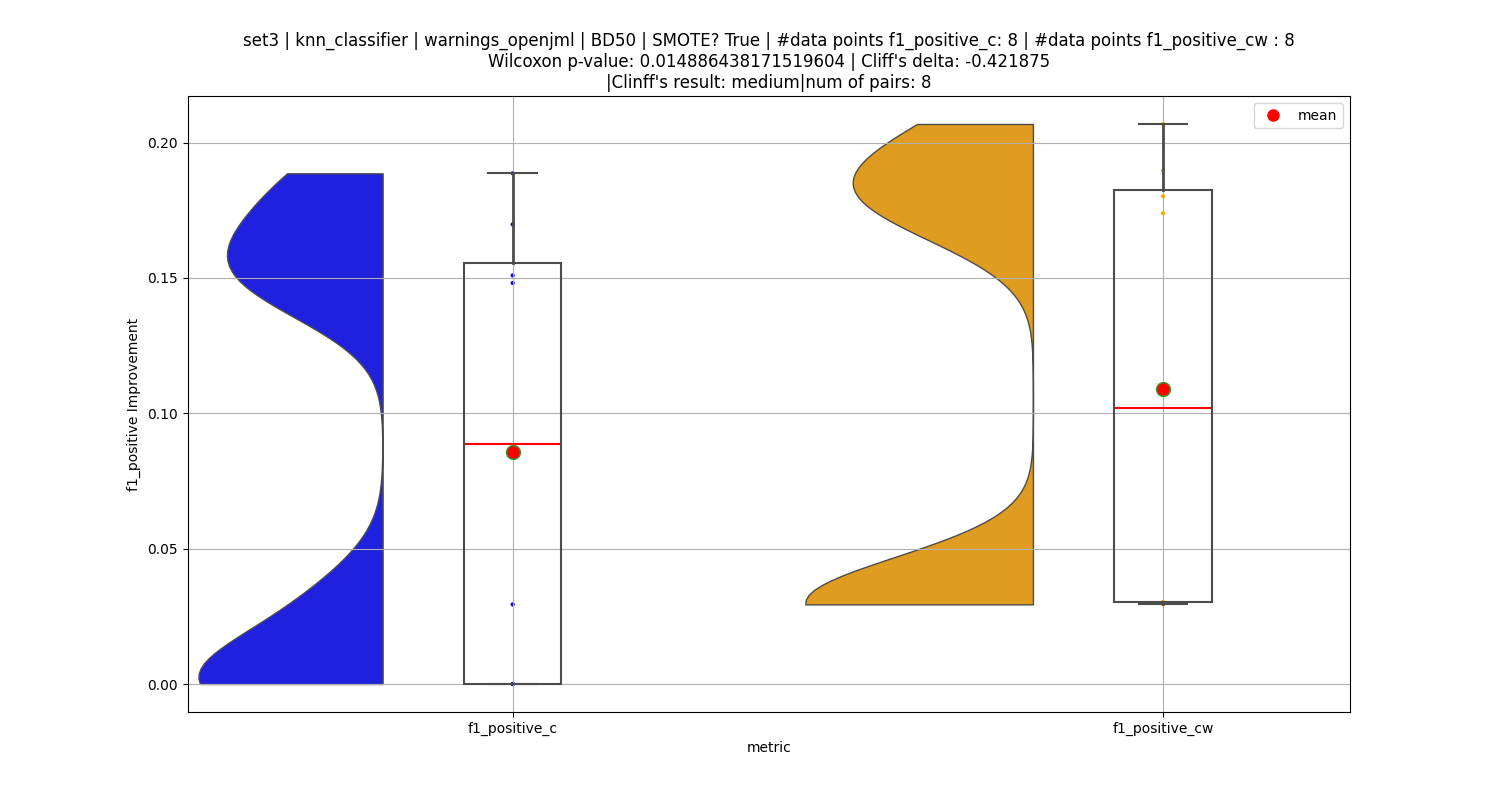 set3 | knn_classifier | warnings_openjml | BD50 | SMOTE? True | #data points f1_positive_c: 8 | #data points f1_positive_cw : 8
Wilcoxon p-value: 0.014886438171519604 | Cliff's delta: -0.421875
|Clinff's result: medium|num of pairs: 8
mean
0.20
0.15
0.10
0.05
0.00
f1_positive Improvement
f1_positive_c
f1_positive_cw
metric